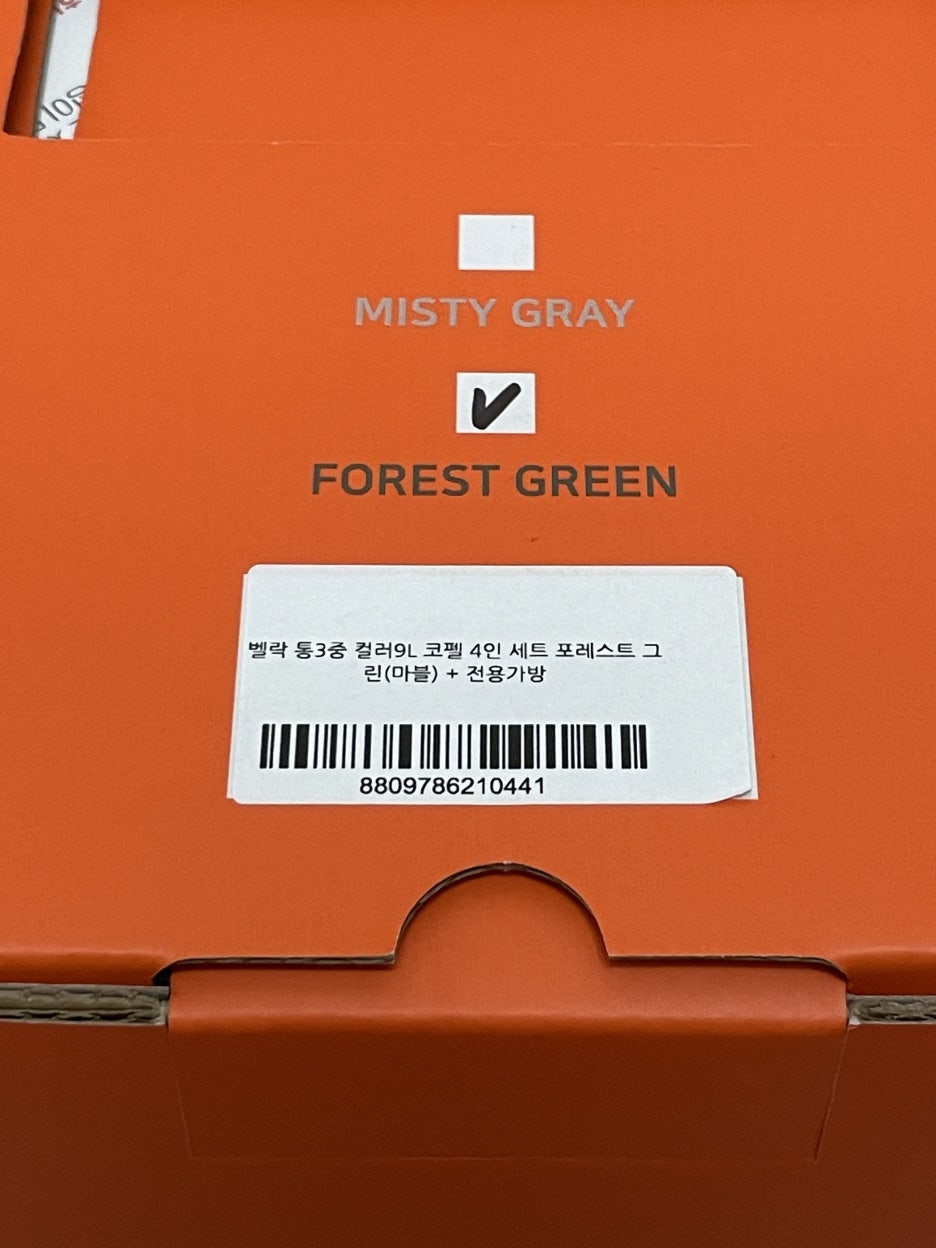 MISTY GRAY
FOREST GREEN
벨락 통3중 컬러9L 코펠 4인 세트 포레스트 그
린(마블) + 전용가방
8809786210441